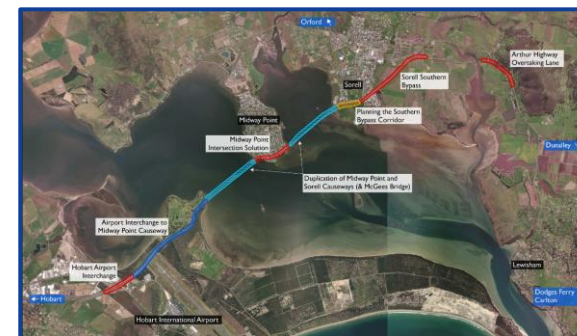 Orford
Arthur Highway
Overtaking Lane
Sorell
Sorell Southern
Bypass
Midway Point
Planning the Southern
Bypass Corridor
Midway Point
Intersection Solution
Dunalley
Duplication of Midway Point and
Sorell Causeways (& McGees Bridge)
Airport Interchange to
Midway Point Causeway
Hobart Airport
Interchange
Lewisham
Hobart
Dodges Ferry
Carlton
Hobart International Airport